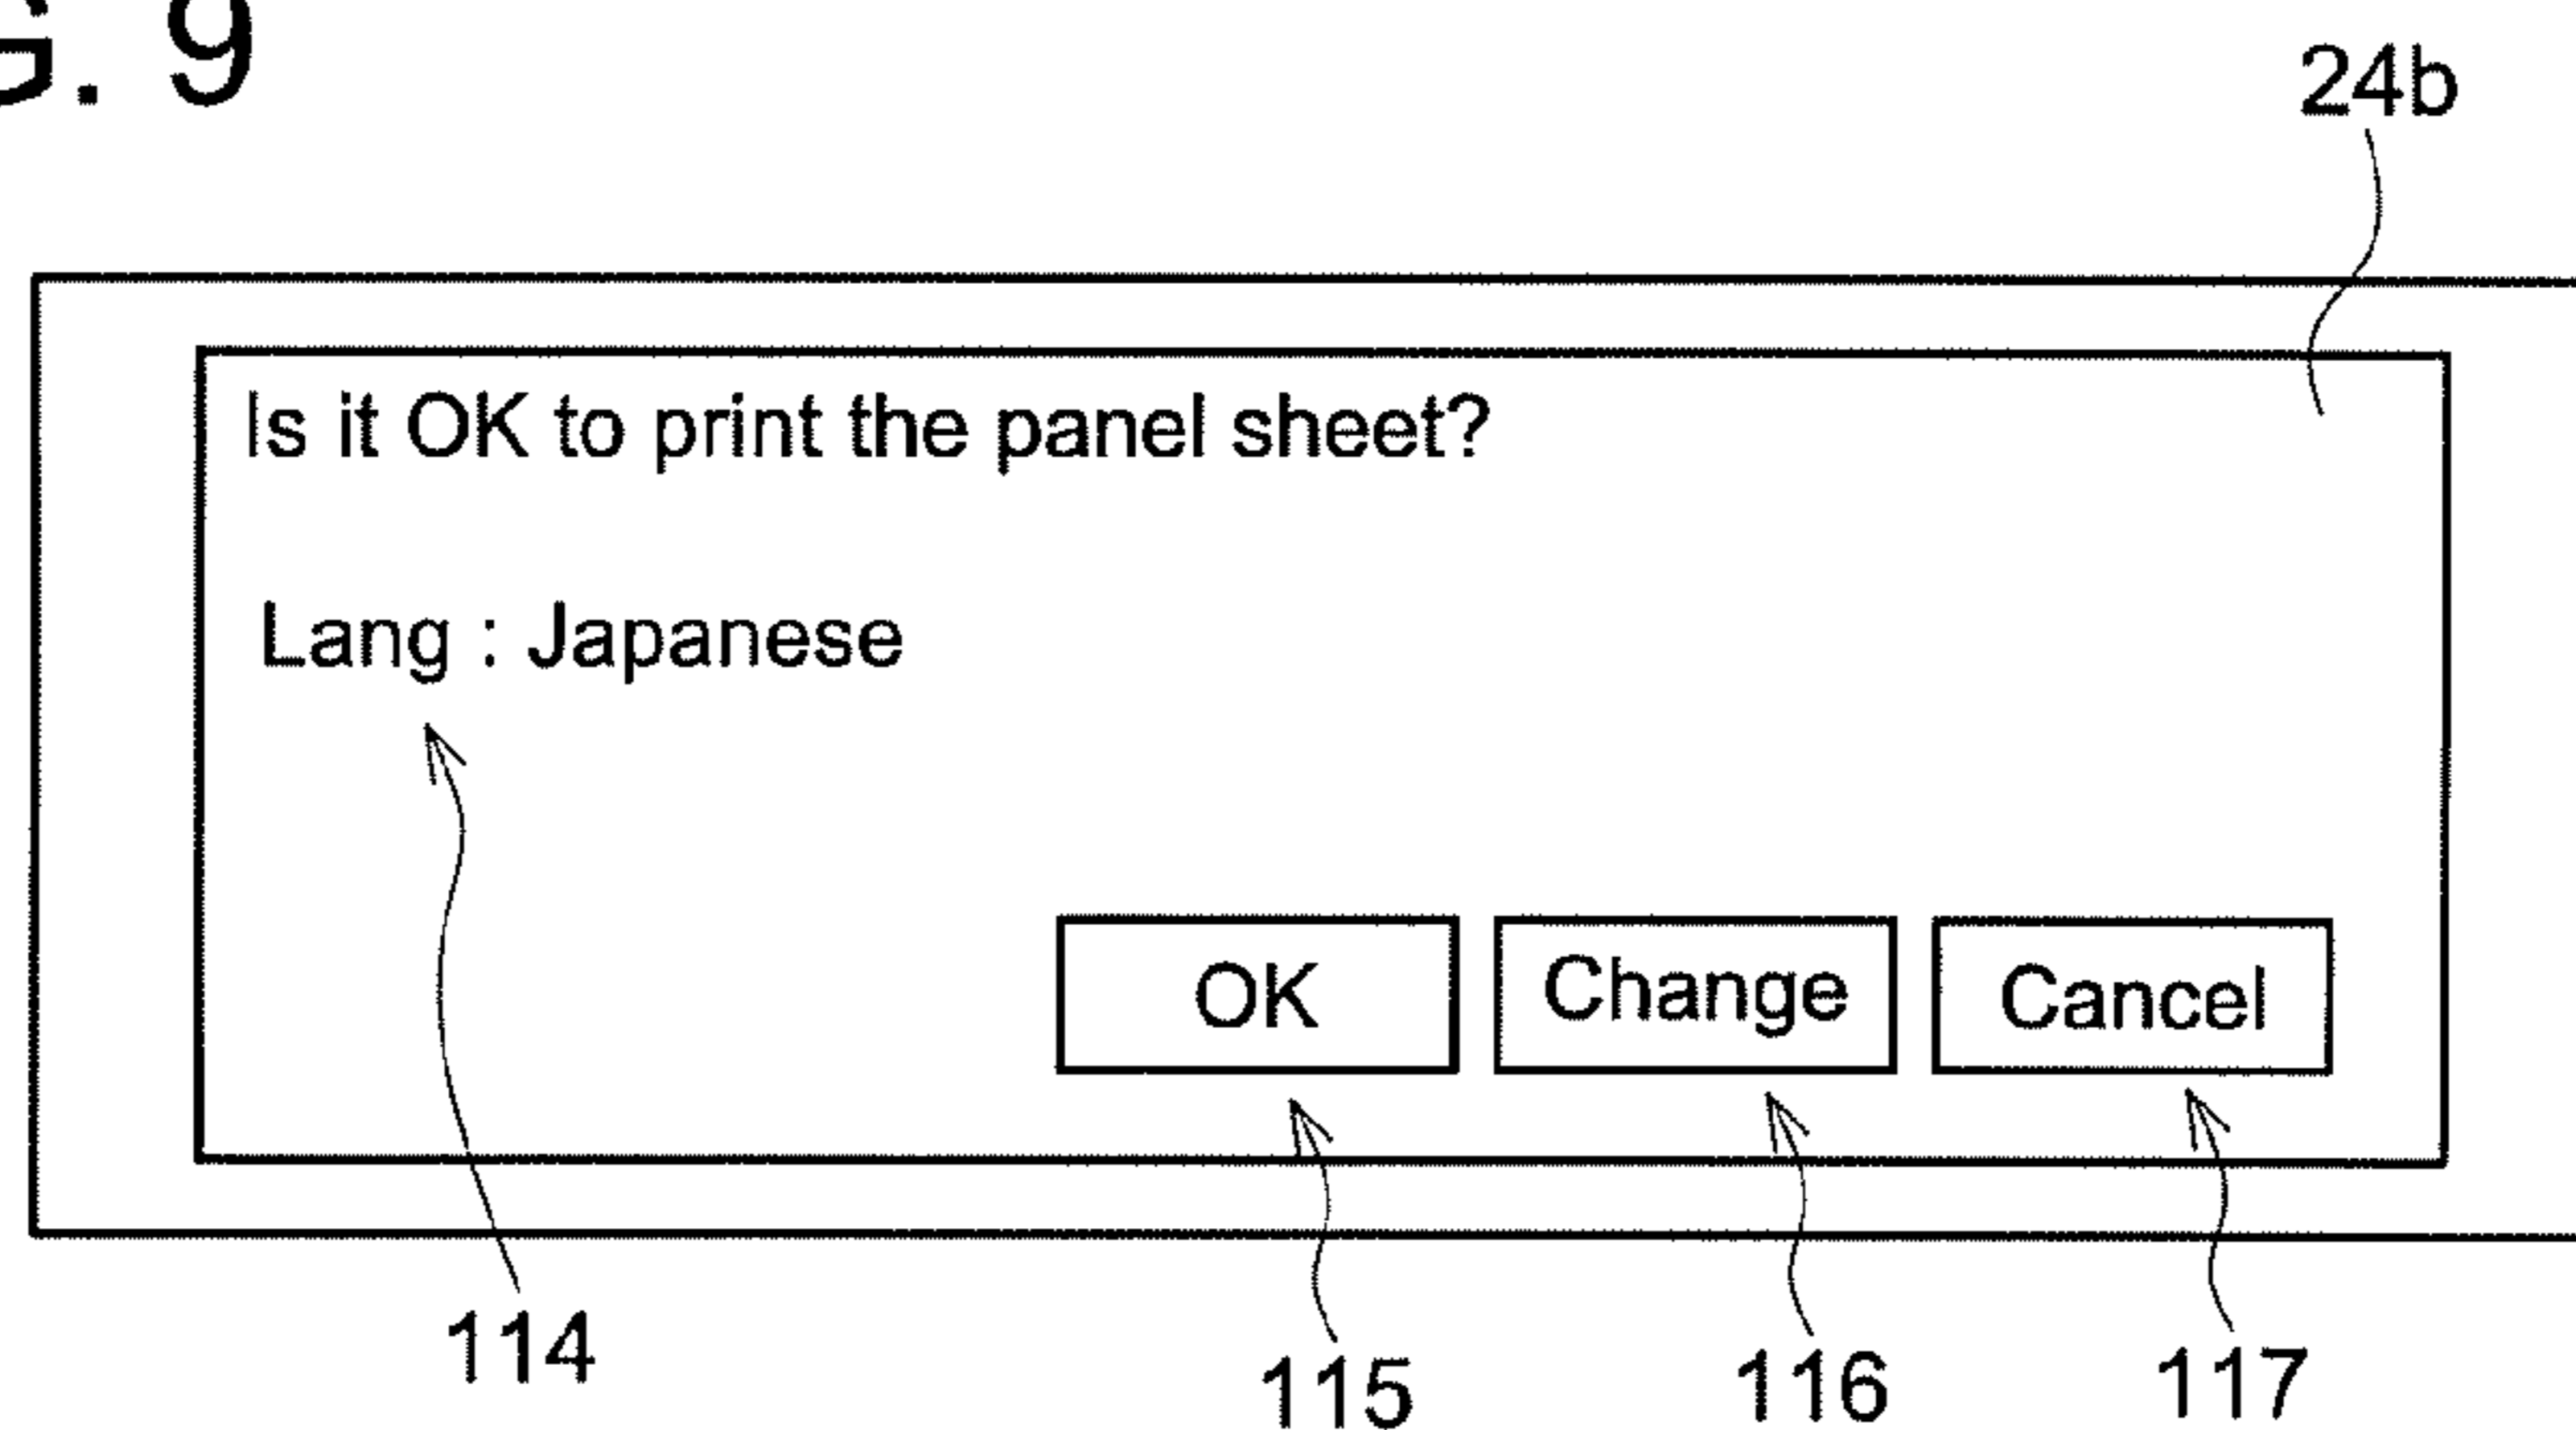 G. 9
24b
Is it OK to print the panel sheet?
Lang : Japanese
OK Change Cancel
114 115 116 117